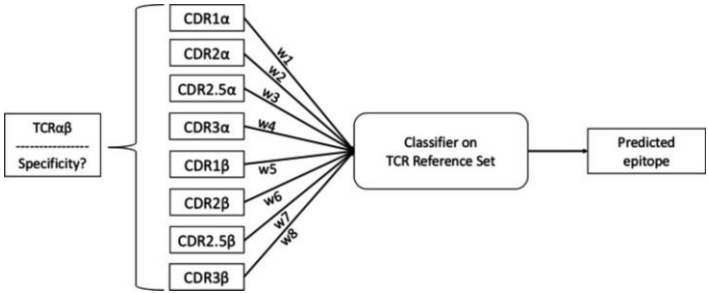 CDR1α
CDR2α
CDR2.5α
CDR3α
CDR1β
CDR2β
CDR2.5β
CDR3β
TCRαβ
Specificity?
w1
w2
w3
w4
w5
w6
w7
w8
Classifier on
TCR Reference Set
Predicted
epitope